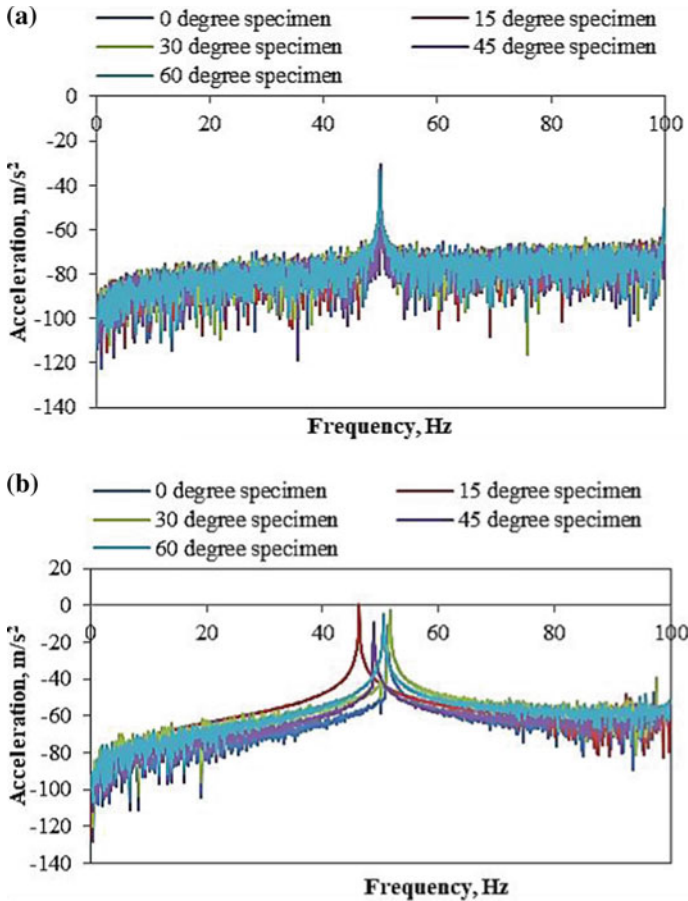 (a)
0 degree specimen 15 degree specimen
30 degree specimen 45 degree specimen
60 degree specimen
0
0 20 40 60 80 100
-20
-40
-60
-80
-100
-120
-140
Acceleration, m/s²
Frequency, Hz
(b)
0 degree specimen 15 degree specimen
30 degree specimen 45 degree specimen
60 degree specimen
20
0
0 20 40 60 80 100
-20
-40
-60
-80
-100
-120
-140
Acceleration, m/s²
Frequency, Hz